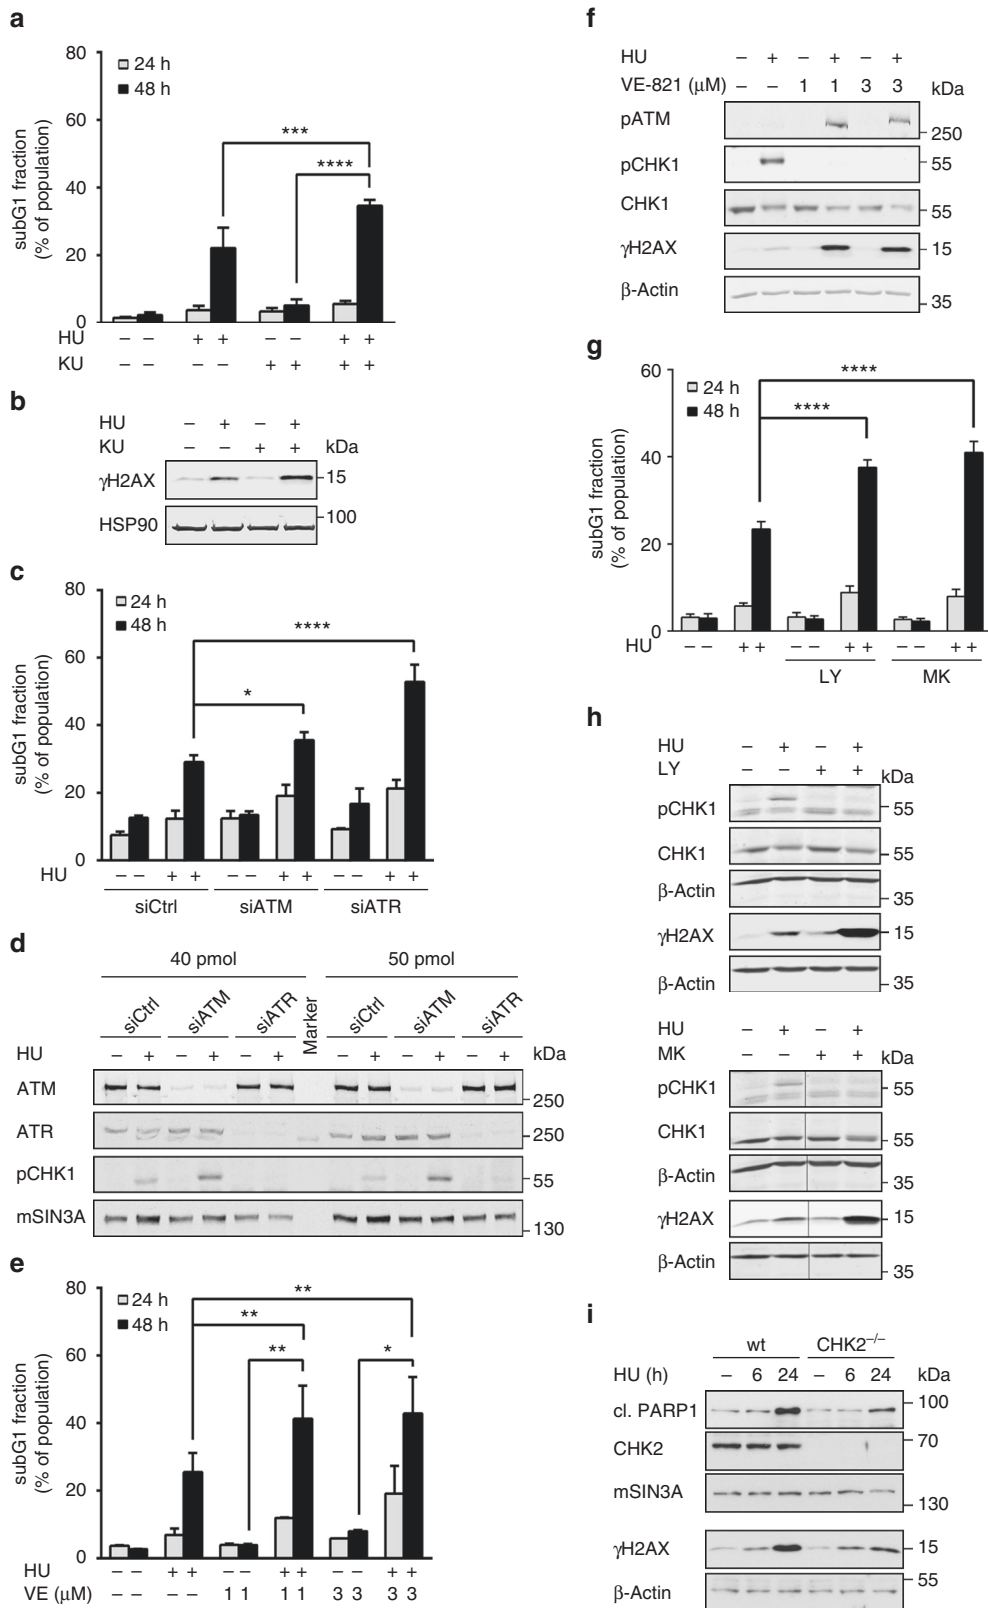 a
80
60
40
20
0
subG1 fraction
(% of population)
24 h
48 h
***
****
HU – – + + – – + +
KU – – – – + + + +
b
HU – + – +
KU – – + + kDa
γH2AX 15
HSP90 100
c
80
60
40
20
0
subG1 fraction
(% of population)
24 h
48 h
****
*
HU – – + + – – + + – – + +
siCtrl siATM siATR
d
40 pmol 50 pmol
siCtrl siATM siATR Marker siCtrl siATM siATR
HU – + – + – + – + – + – + kDa
ATM 250
ATR 250
pCHK1 55
mSIN3A 130
e
80
60
40
20
0
subG1 fraction
(% of population)
24 h
48 h
**
**
** *
HU – – + + – – + + – – + +
VE (μM) – – – – 1 1 1 1 3 3 3 3
f
HU – + – + – +
VE-821 (μM) – – 1 1 3 3 kDa
pATM 250
pCHK1 55
CHK1 55
γH2AX 15
β-Actin 35
g
60
40
20
0
subG1 fraction
(% of population)
24 h
48 h
****
****
HU – – + + – – + + – – + +
LY MK
h
HU – + – +
LY – – + + kDa
pCHK1 55
CHK1 55
β-Actin 35
γH2AX 15
β-Actin 35
HU – + – +
MK – – + + kDa
pCHK1 55
CHK1 55
β-Actin 35
γH2AX 15
β-Actin 35
i
wt CHK2–/–
HU (h) – 6 24 – 6 24 kDa
cl. PARP1 100
CHK2 70
mSIN3A 130
γH2AX 15
β-Actin 55